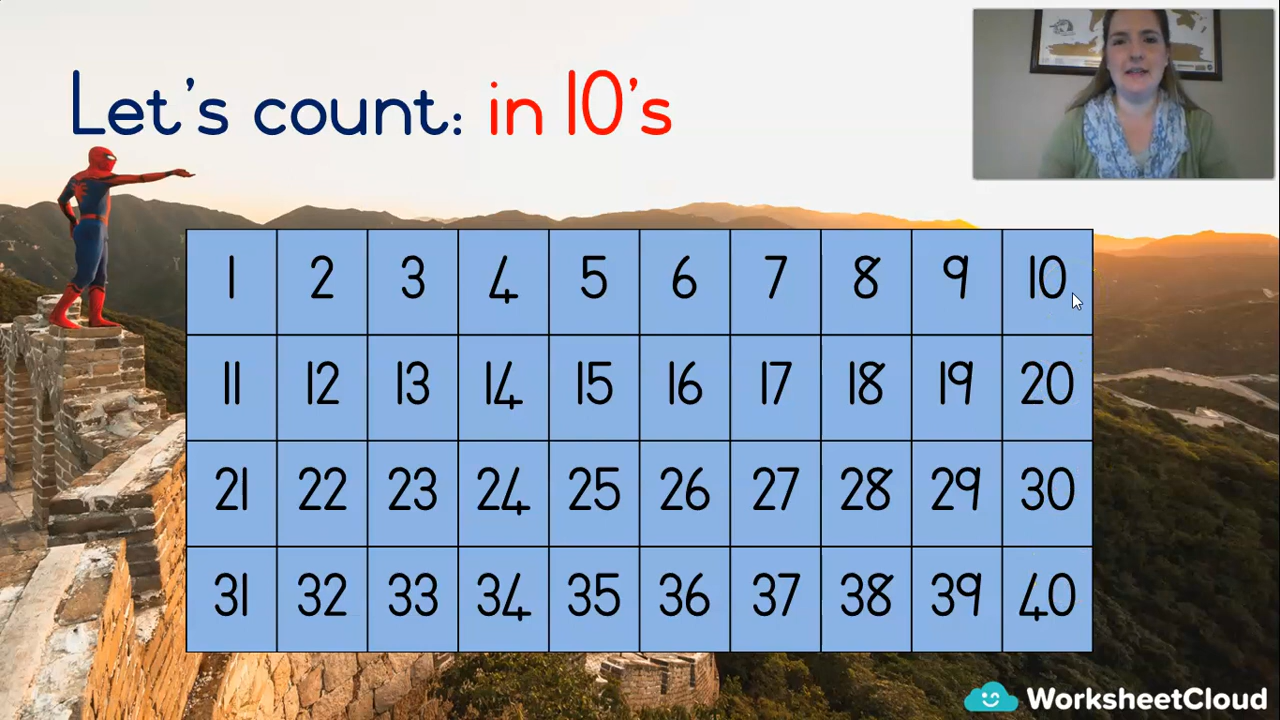 Let's count: in 10's
1 2 3 4 5 6 7 8 9 10
11 12 13 14 15 16 17 18 19 20
21 22 23 24 25 26 27 28 29 30
31 32 33 34 35 36 37 38 39 40
WorksheetCloud